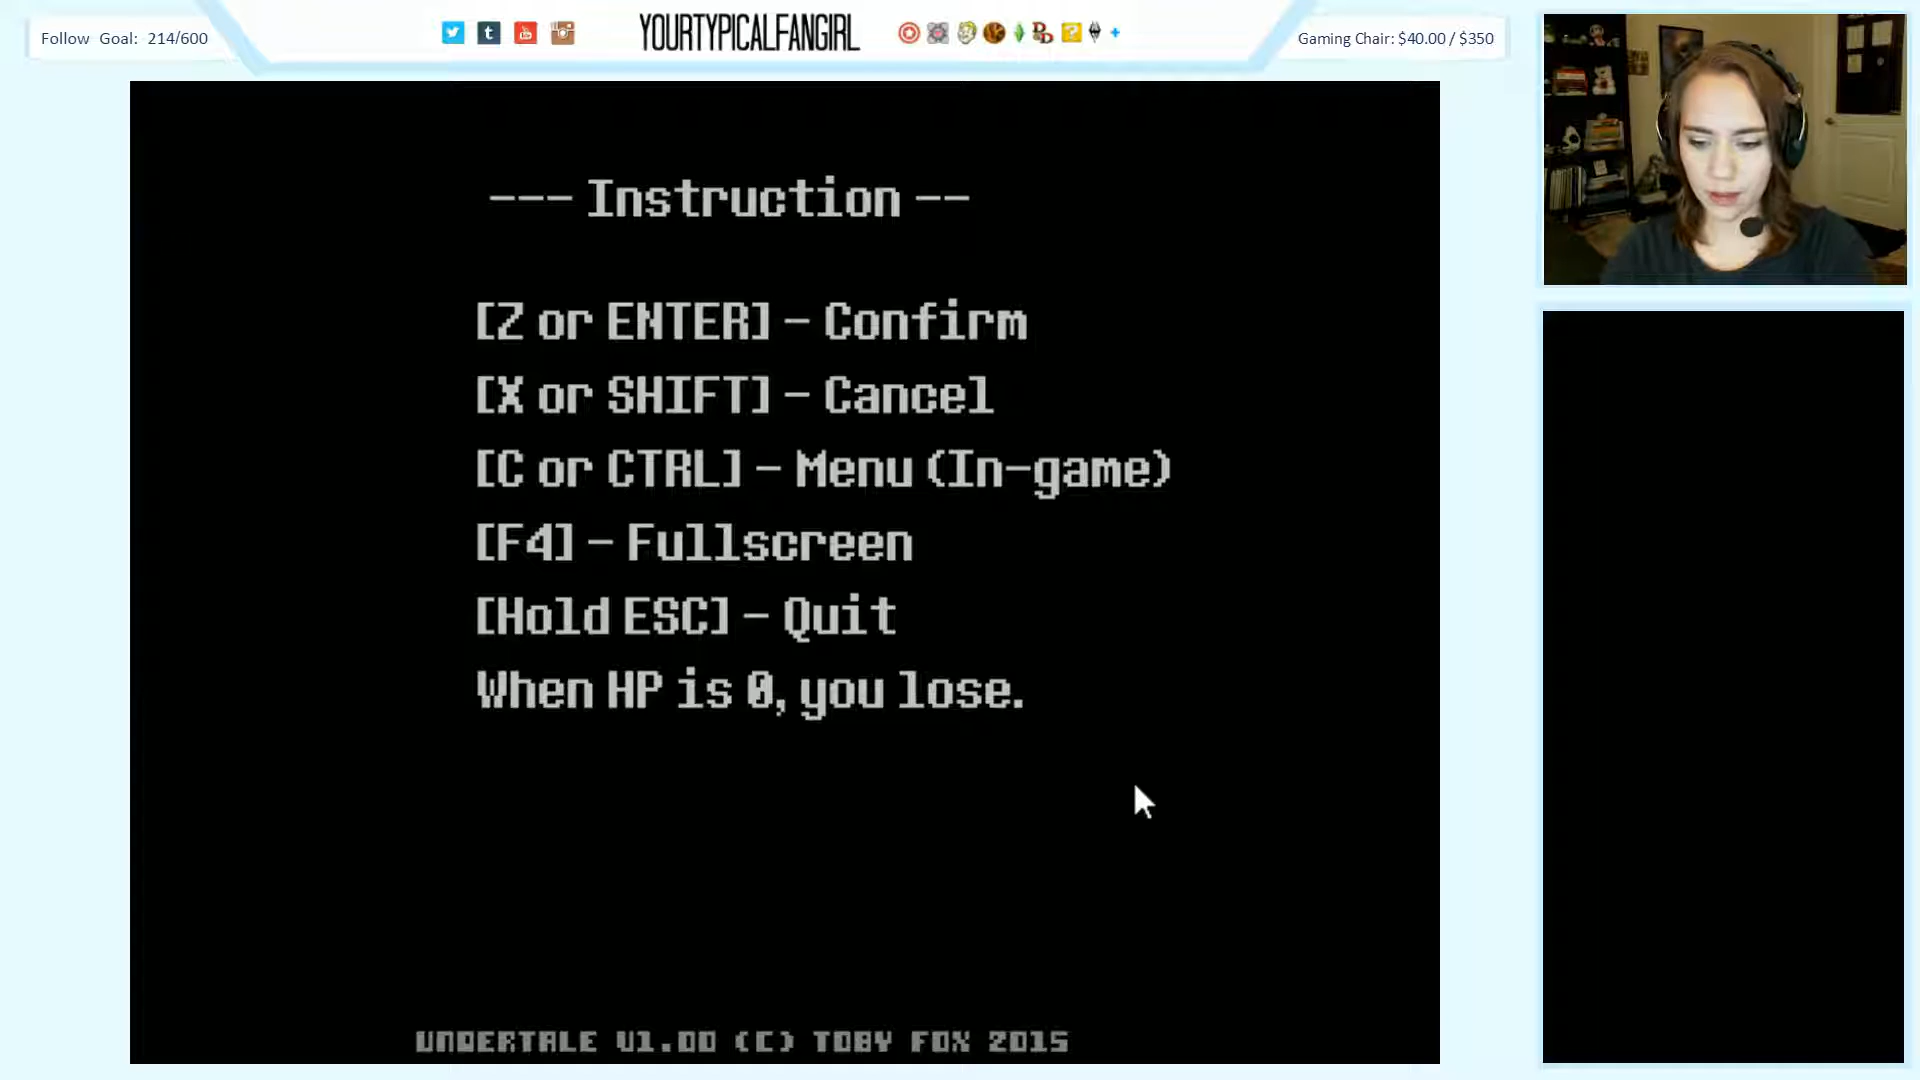 Follow Goal: 214/600
YOURTYPICALFANGIRL
Gaming Chair: $40.00 / $350
--- Instruction --
[Z or ENTER] - Confirm
[X or SHIFT] - Cancel
[C or CTRL] - Menu (In-game)
[F4] - Fullscreen
[Hold ESC] - Quit
When HP is 0, you lose.
UNDERTALE V1.00 (C) TOBY FOX 2015